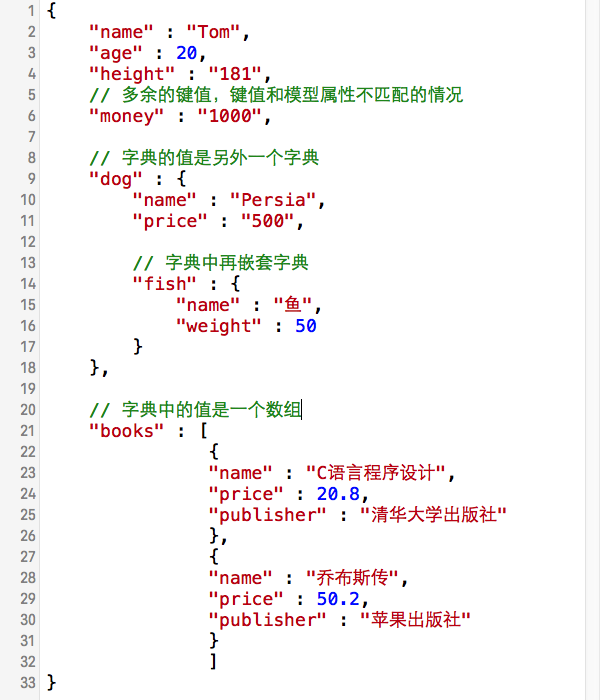 1 {
2 "name" : "Tom",
3 "age" : 20,
4 "height" : "181",
5 // 多余的键值，键值和模型属性不匹配的情况
6 "money" : "1000",
7
8 // 字典的值是另外一个字典
9 "dog" : {
10 "name" : "Persia",
11 "price" : "500",
12
13 // 字典中再嵌套字典
14 "fish" : {
15 "name" : "鱼",
16 "weight" : 50
17 }
18 },
19
20 // 字典中的值是一个数组
21 "books" : [
22 {
23 "name" : "C语言程序设计",
24 "price" : 20.8,
25 "publisher" : "清华大学出版社"
26 },
27 {
28 "name" : "乔布斯传",
29 "price" : 50.2,
30 "publisher" : "苹果出版社"
31 }
32 ]
33 }